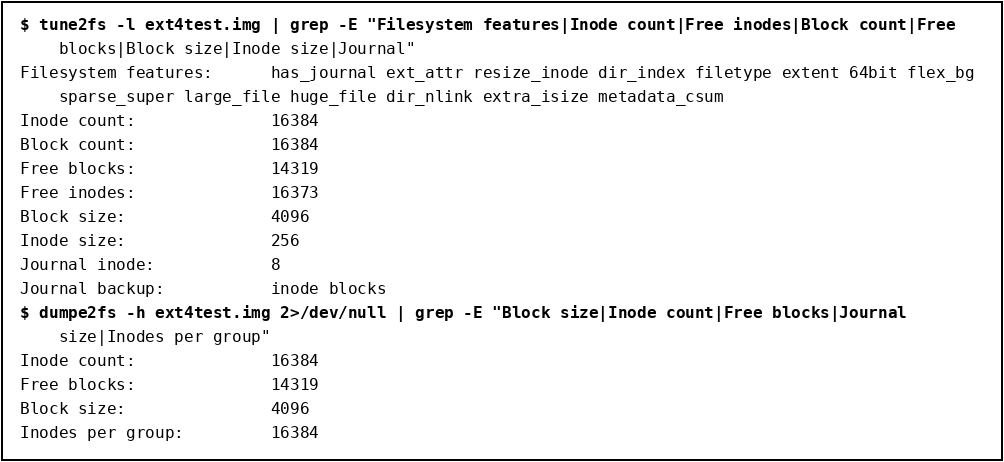 $ tune2fs -l ext4test.img | grep -E "Filesystem features|Inode count|Free inodes|Block count|Free
    blocks|Block size|Inode size|Journal"
Filesystem features:      has_journal ext_attr resize_inode dir_index filetype extent 64bit flex_bg
    sparse_super large_file huge_file dir_nlink extra_isize metadata_csum
Inode count:              16384
Block count:              16384
Free blocks:              14319
Free inodes:              16373
Block size:               4096
Inode size:               256
Journal inode:            8
Journal backup:           inode blocks
$ dumpe2fs -h ext4test.img 2>/dev/null | grep -E "Block size|Inode count|Free blocks|Journal
    size|Inodes per group"
Inode count:              16384
Free blocks:              14319
Block size:               4096
Inodes per group:         16384